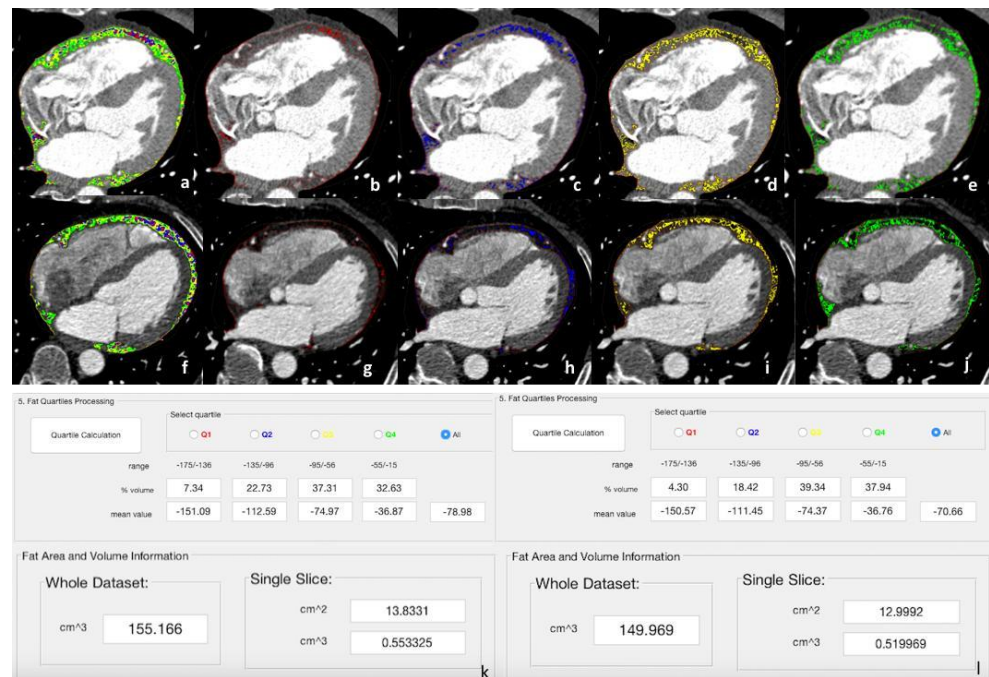 a b c d e
f g h i j
5. Fat Quartiles Processing
Quartile Calculation
Select quartile
Q1 Q2 Q3 Q4 All
range -175/-136 -135/-96 -95/-56 -55/-15
% volume 7.34 22.73 37.31 32.63
mean value -151.09 -112.59 -74.97 -36.87 -78.98
Fat Area and Volume Information
Whole Dataset:
cm^3 155.166
Single Slice:
cm^2 13.8331
cm^3 0.553325
k
5. Fat Quartiles Processing
Quartile Calculation
Select quartile
Q1 Q2 Q3 Q4 All
range -175/-136 -135/-96 -95/-56 -55/-15
% volume 4.30 18.42 39.34 37.94
mean value -150.57 -111.45 -74.37 -36.76 -70.66
Fat Area and Volume Information
Whole Dataset:
cm^3 149.969
Single Slice:
cm^2 12.9992
cm^3 0.519969
l